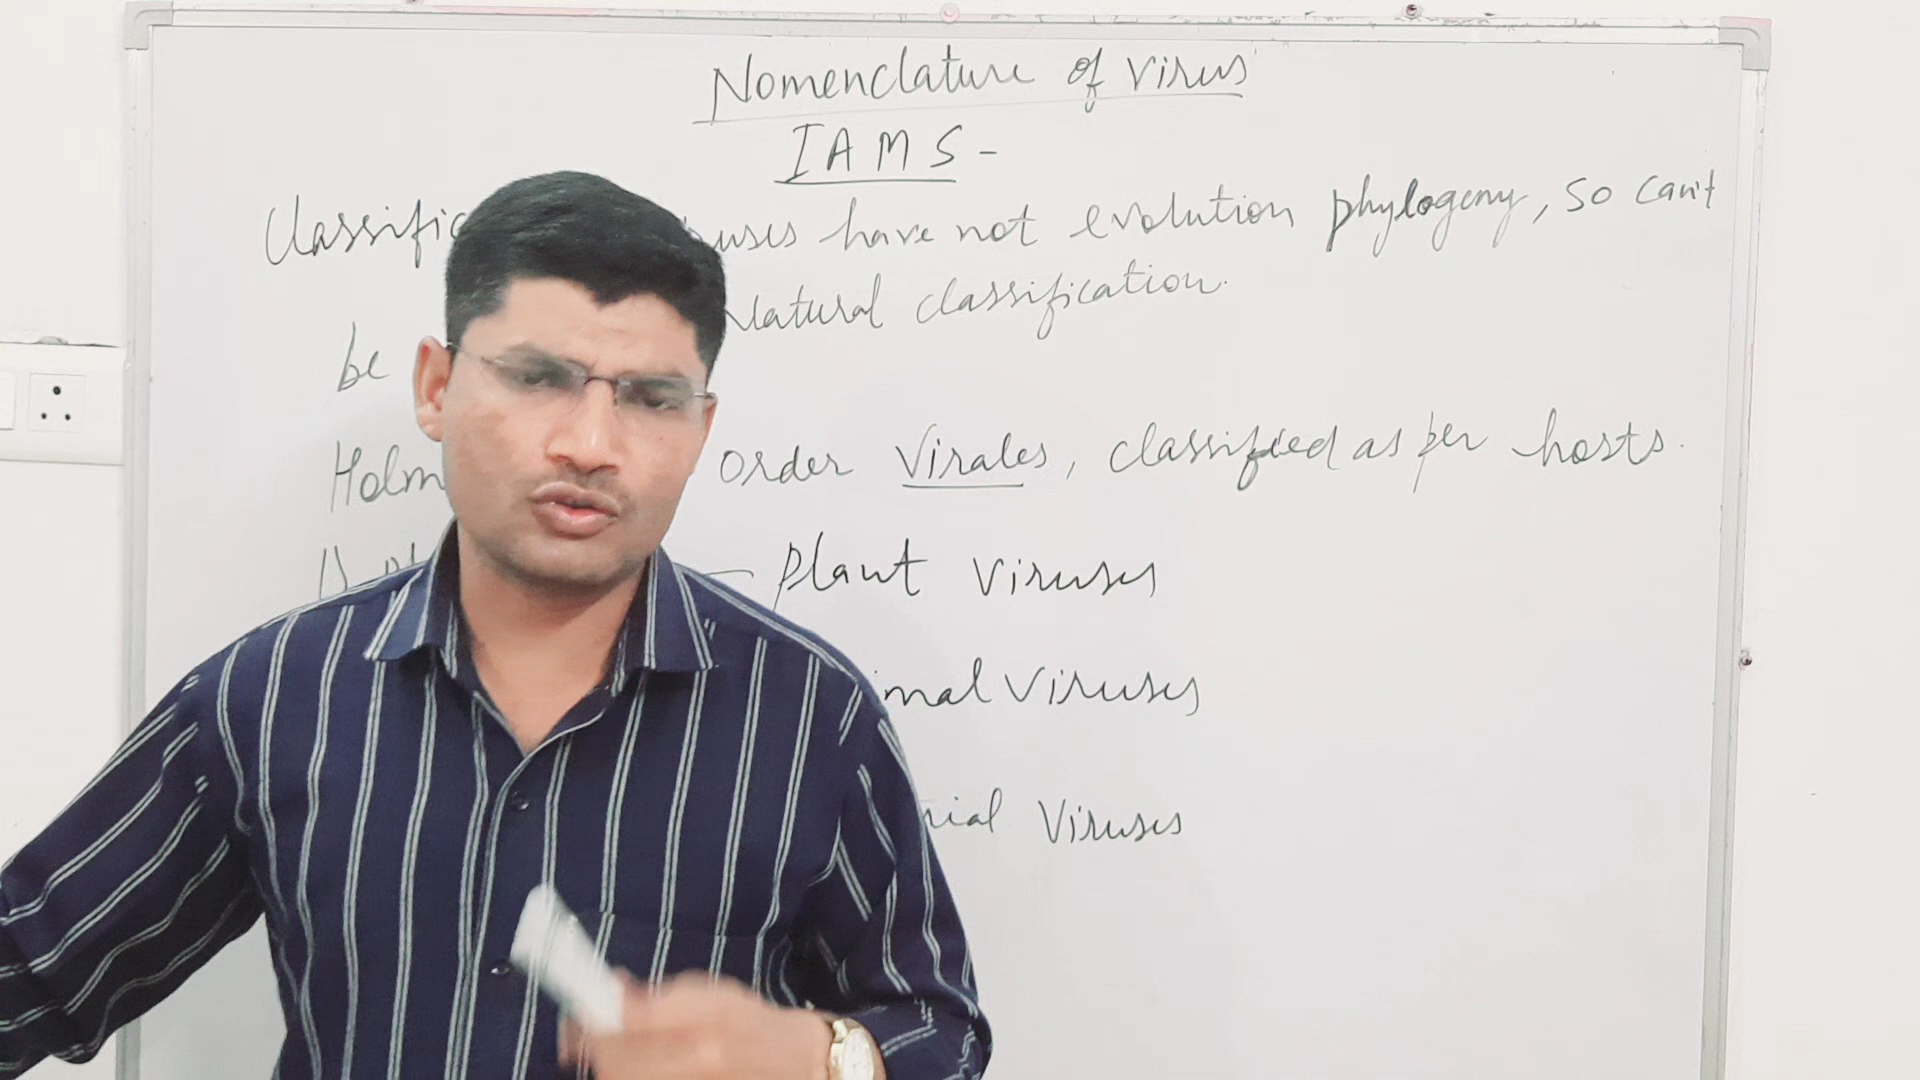 Nomenclature of Virus
IAMS-
Classific uses have not evolution phylogeny, so can't
be Natural classification.
Holm order Virales, classified as per hosts.
- Plant Viruses
imal Viruses
rial Viruses